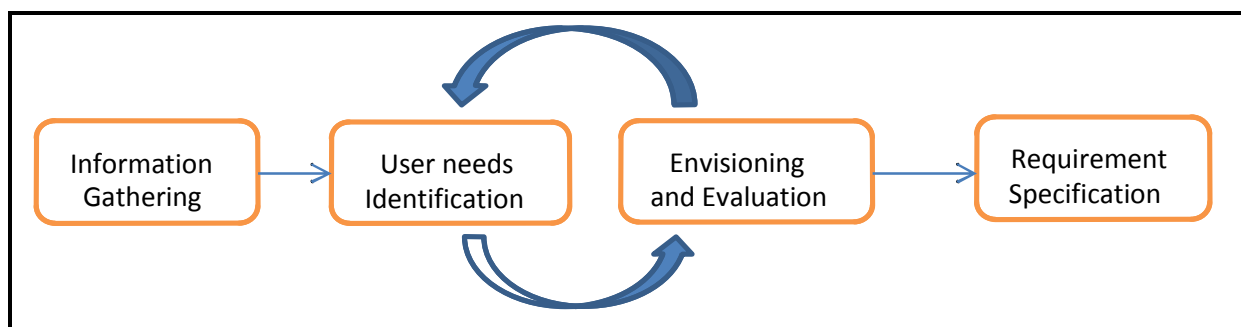 Information
Gathering
User needs
Identification
Envisioning
and Evaluation
Requirement
Specification